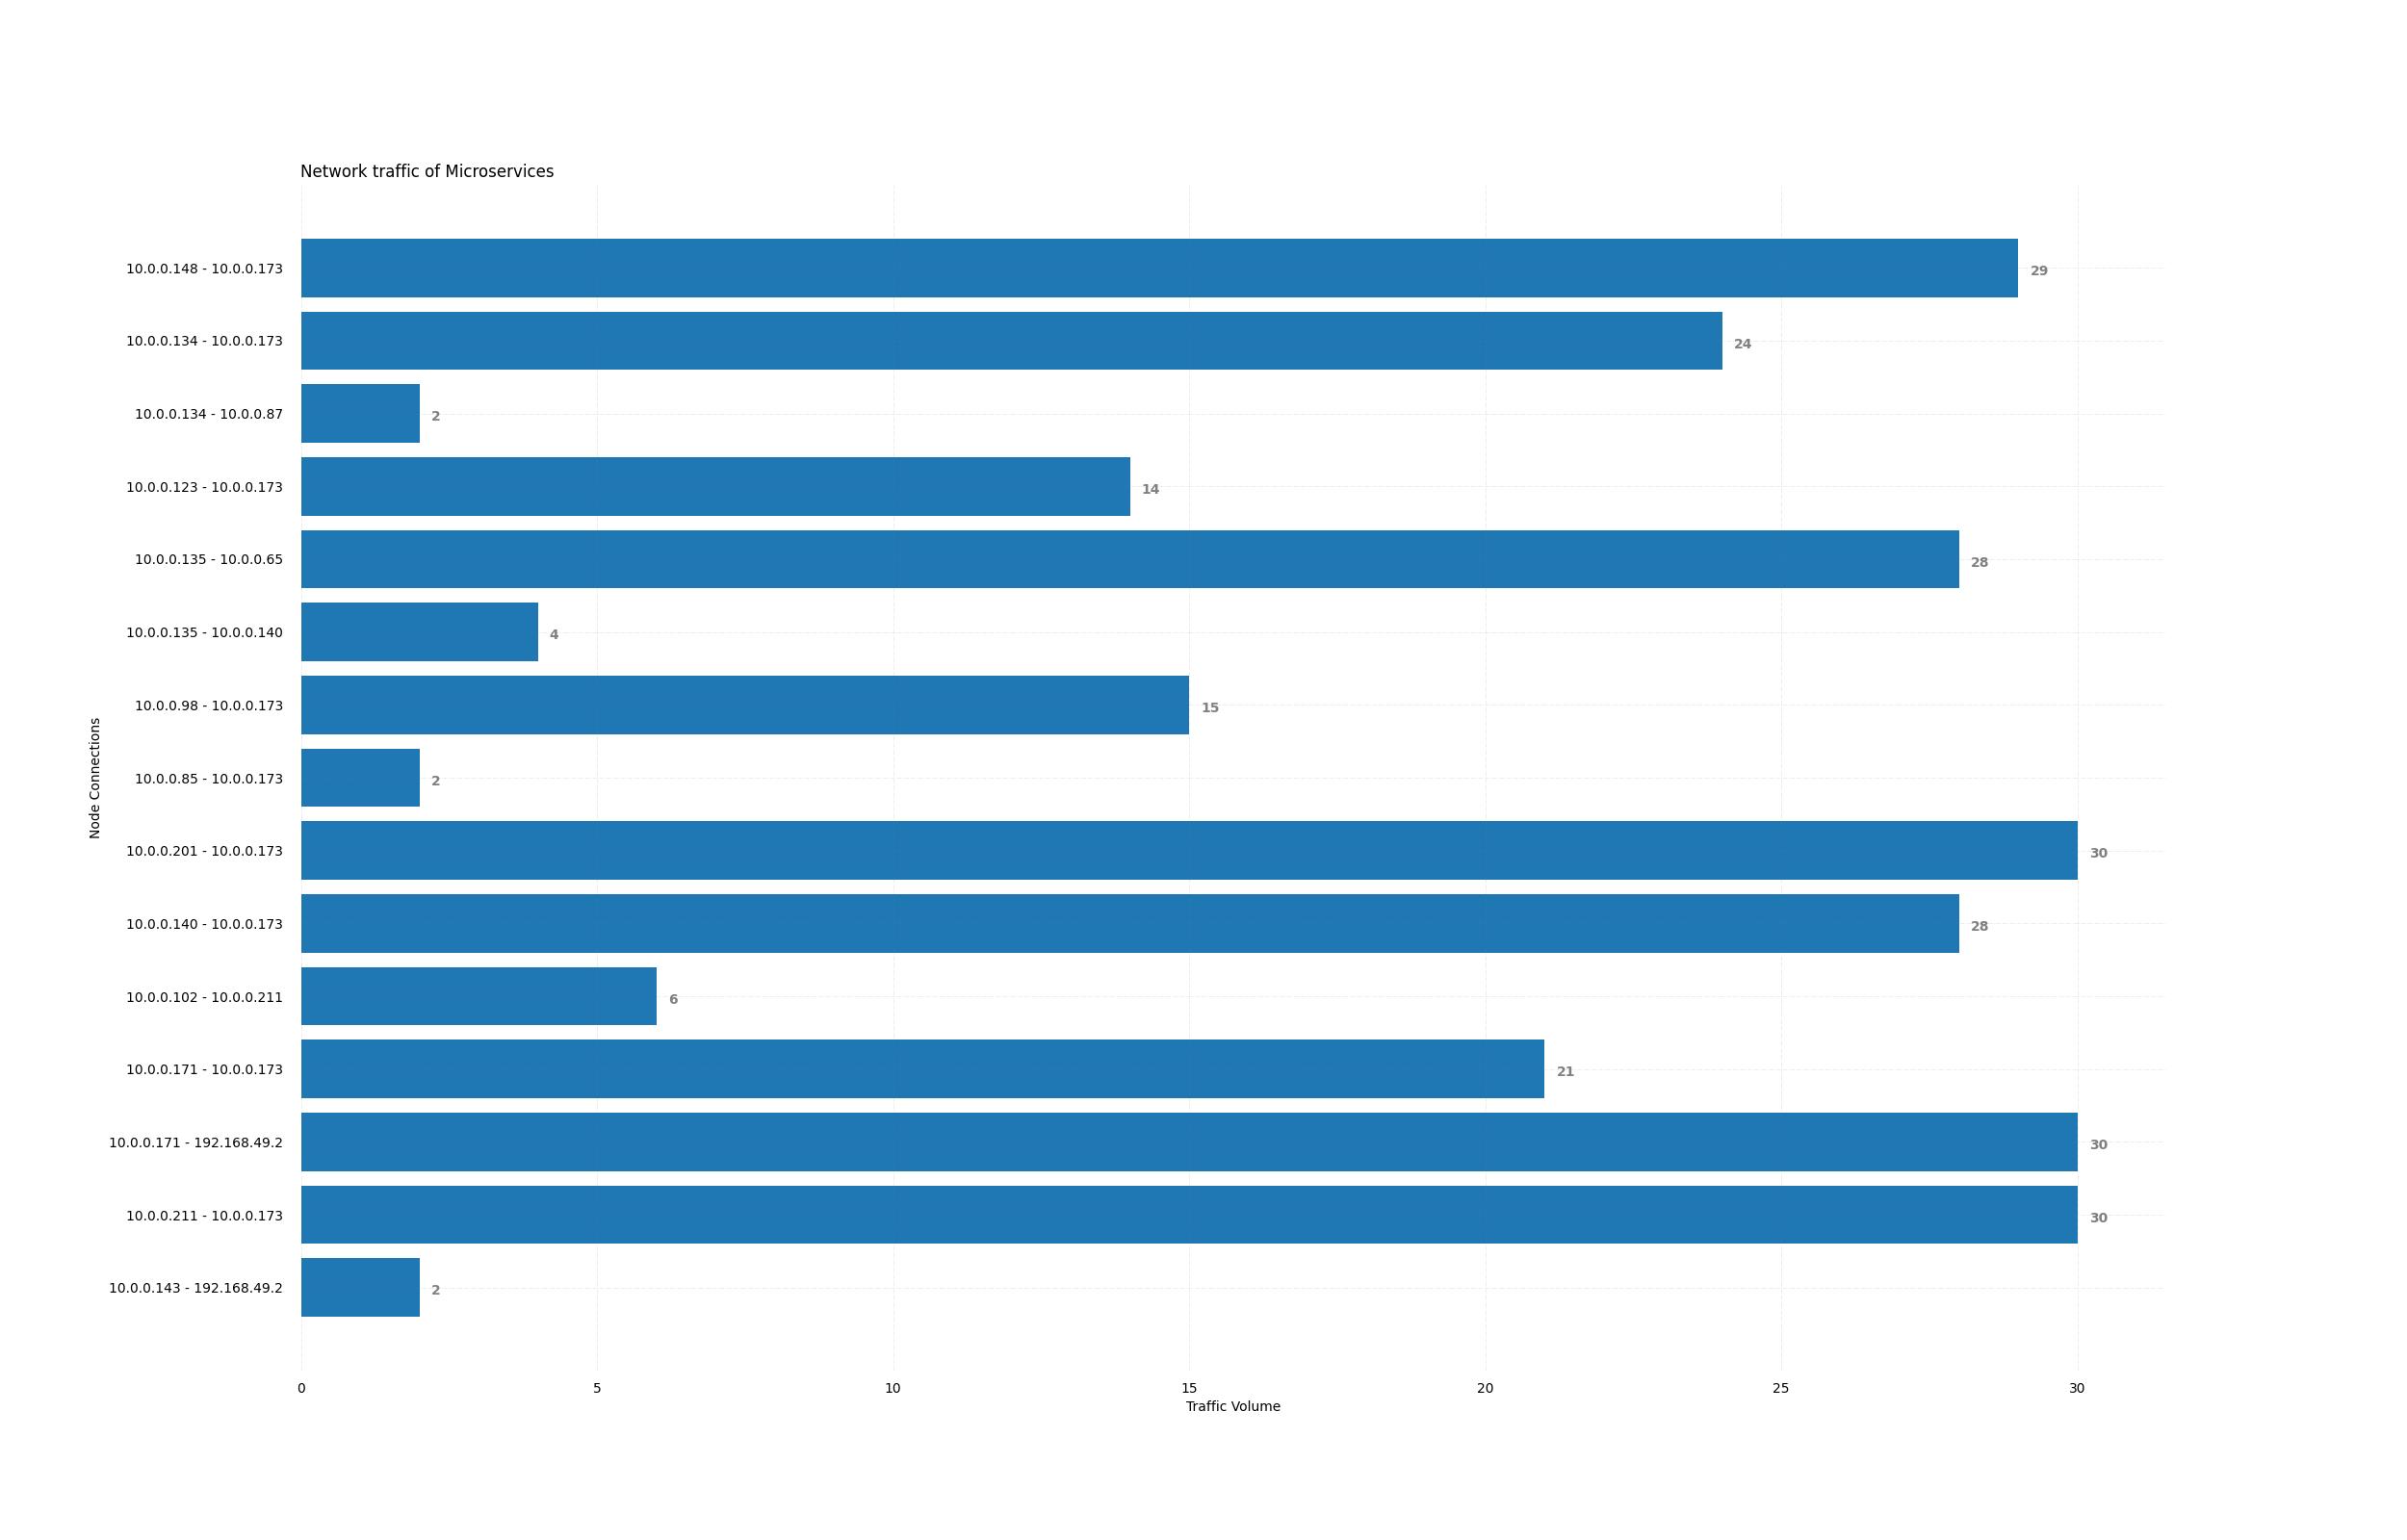 Network traffic of Microservices
10.0.0.148 - 10.0.0.173
29
10.0.0.134 - 10.0.0.173
24
10.0.0.134 - 10.0.0.87
2
10.0.0.123 - 10.0.0.173
14
10.0.0.135 - 10.0.0.65
28
10.0.0.135 - 10.0.0.140
4
10.0.0.98 - 10.0.0.173
15
10.0.0.85 - 10.0.0.173
2
Node Connections
10.0.0.201 - 10.0.0.173
30
10.0.0.140 - 10.0.0.173
28
10.0.0.102 - 10.0.0.211
6
10.0.0.171 - 10.0.0.173
21
10.0.0.171 - 192.168.49.2
30
10.0.0.211 - 10.0.0.173
30
10.0.0.143 - 192.168.49.2
2
0 5 10 15 20 25 30
Traffic Volume